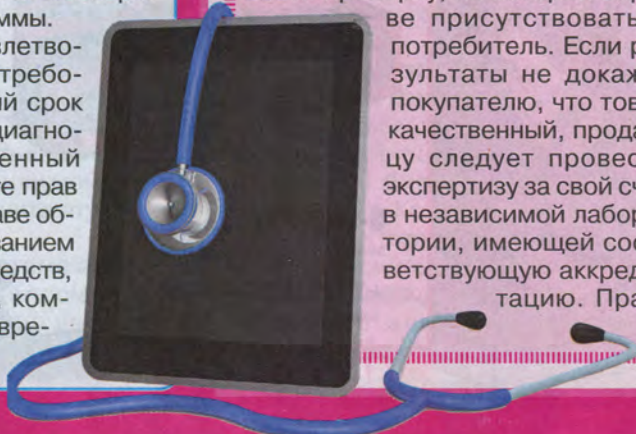 ммы.
влетво-
требо-
й срок
диагно-
енный
те прав
аве об-
ванием
едств,
ком-
вре-
ве присутствовать
потребитель. Если р
зультаты не докаж
покупателю, что тов
качественный, прода
цу следует провес
экспертизу за свой сч
в независимой лабор
тории, имеющей соо
ветствующую аккред
тацию. Пра